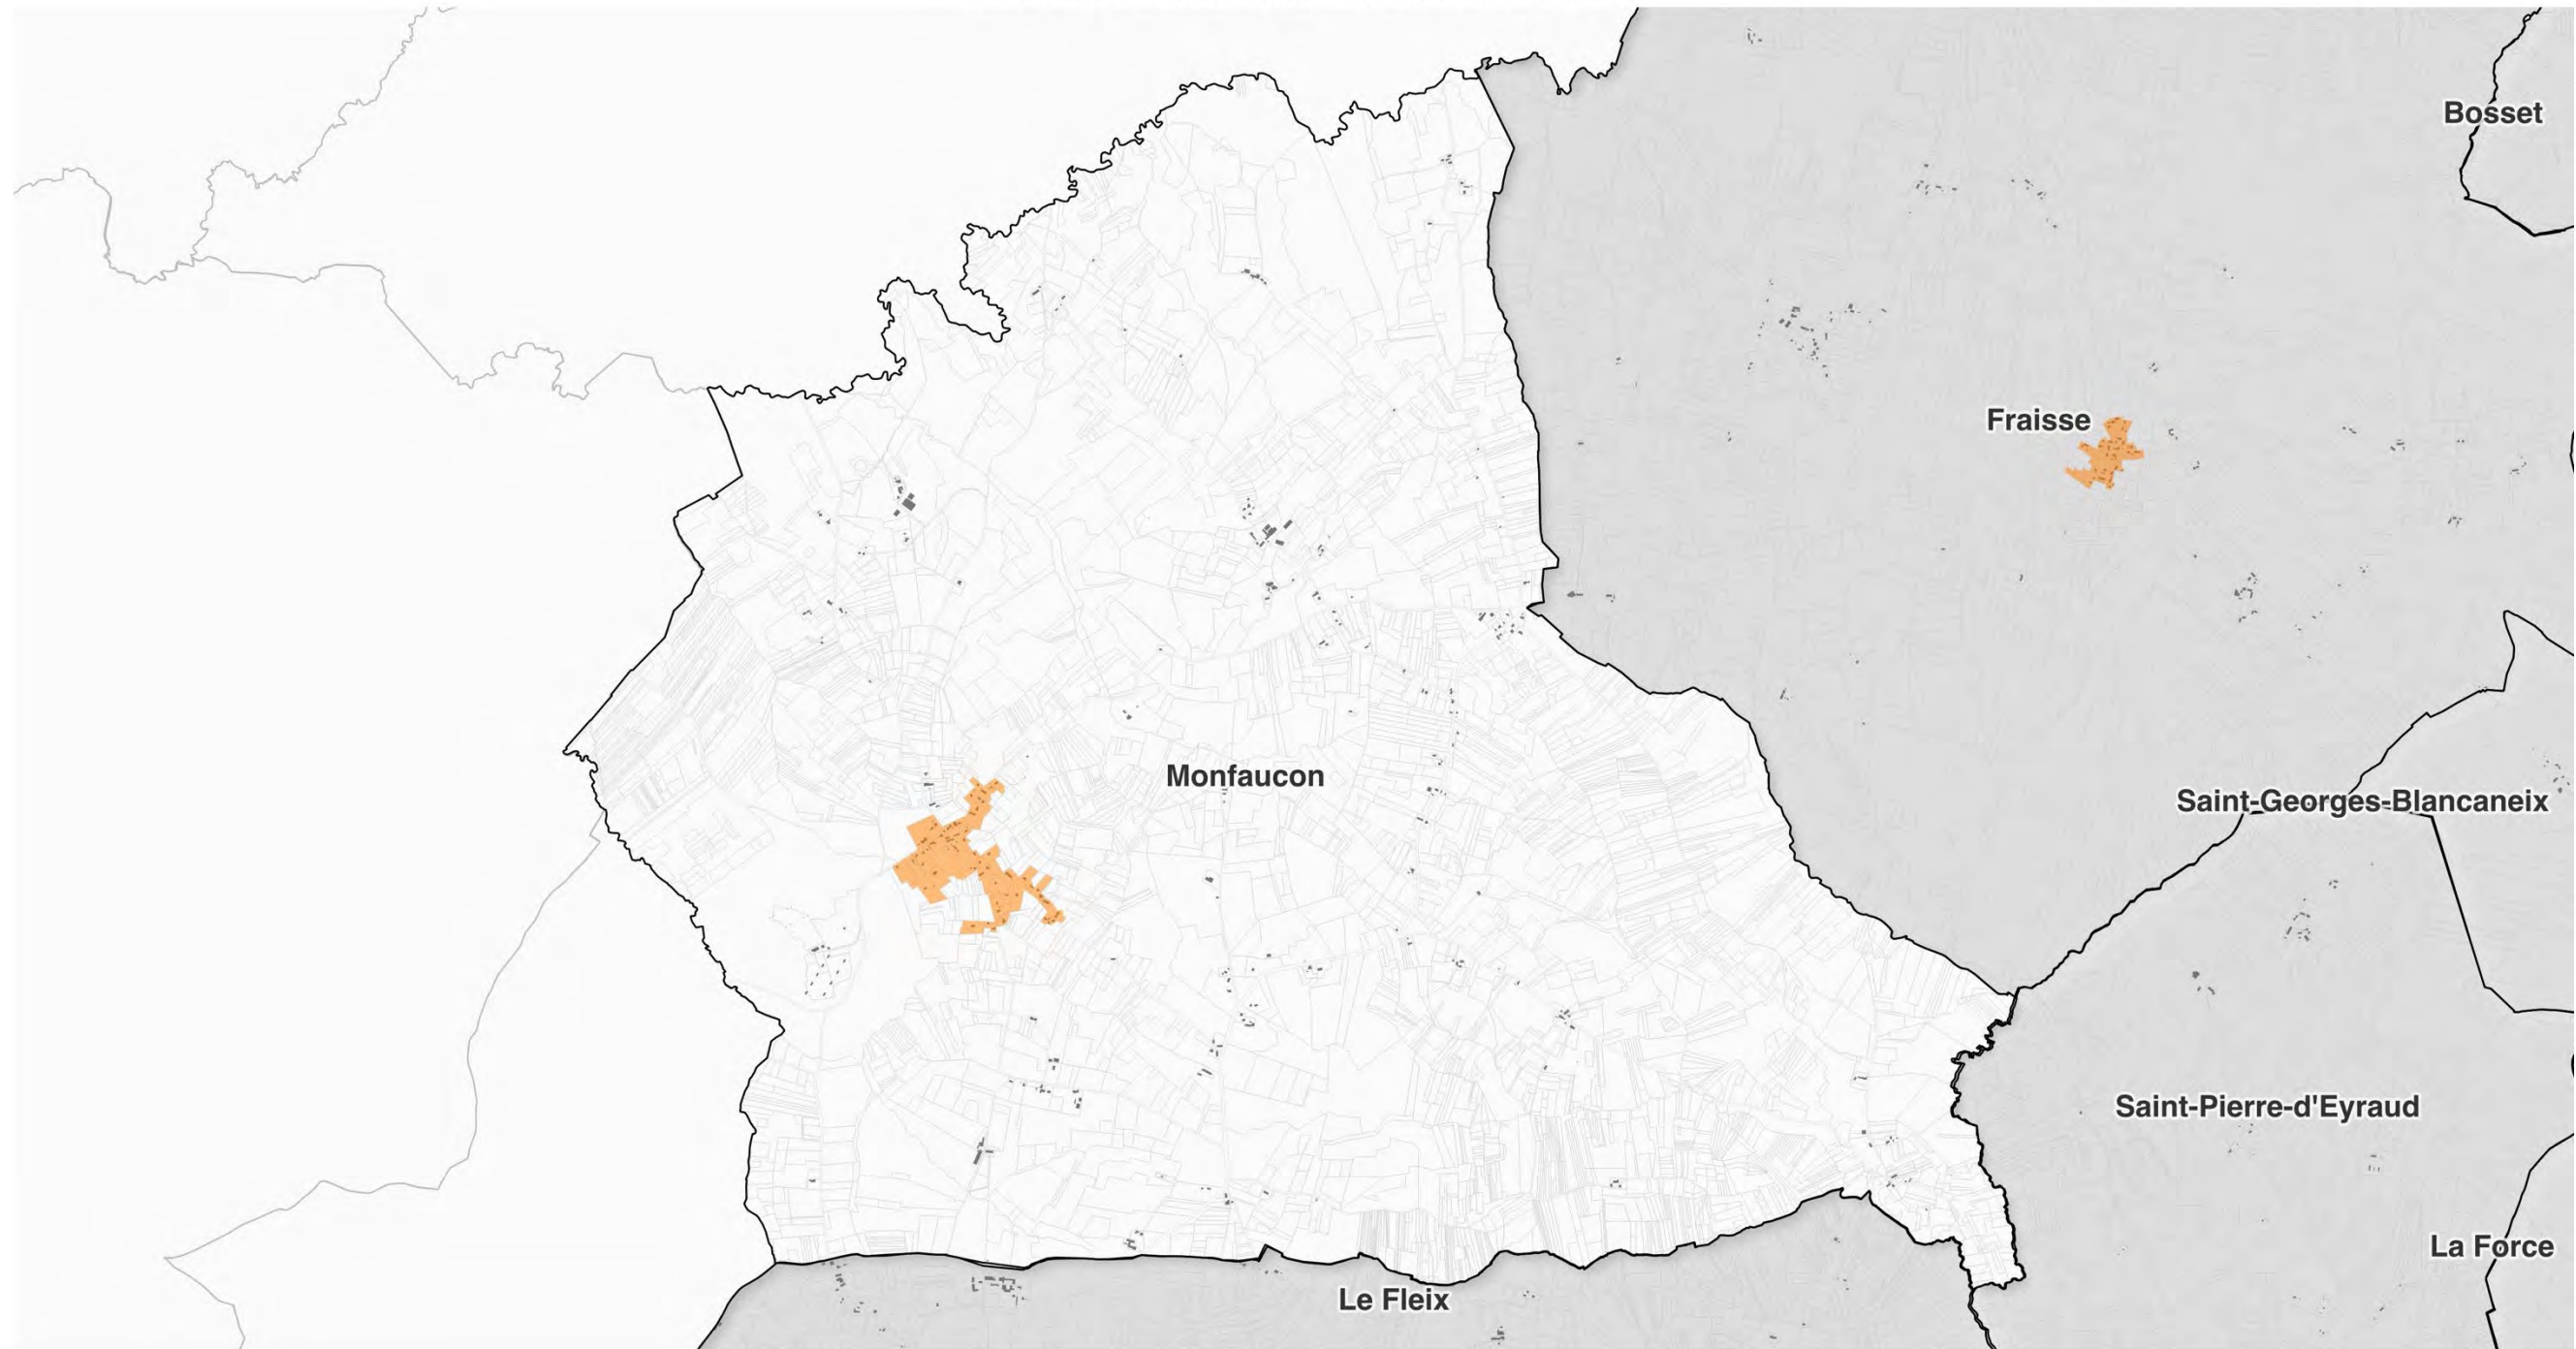 Bosset
Fraisse
Monfaucon
Saint-Georges-Blancaneix
Saint-Pierre-d'Eyraud
La Force
Le Fleix